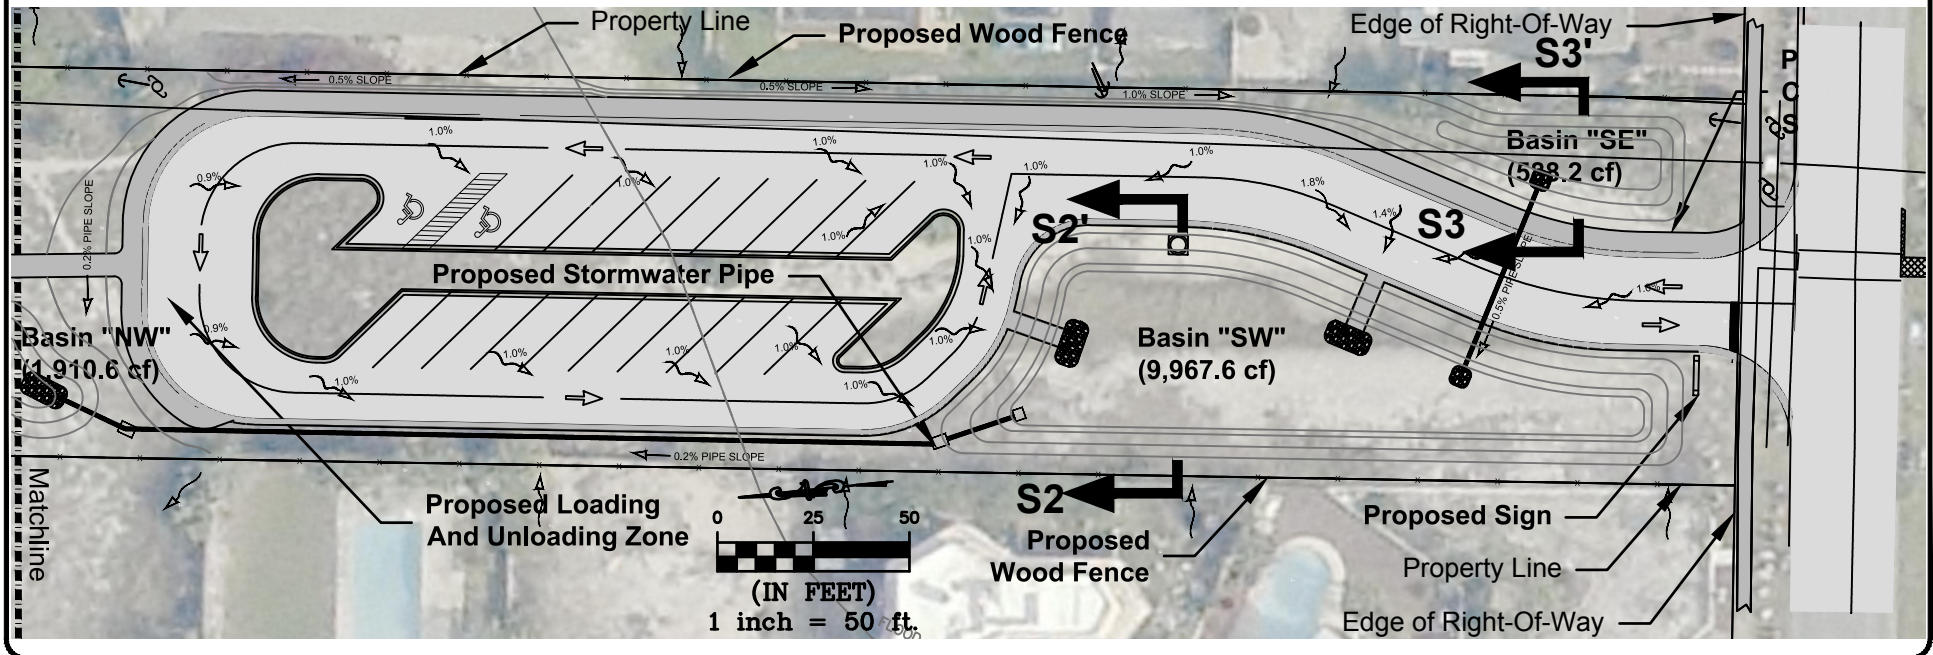 Property Line
Proposed Wood Fence
Edge of Right-Of-Way
S3'
P
C
S
0.5% SLOPE
0.5% SLOPE
1.0% SLOPE
Basin "SE"
(588.2 cf)
1.0%
1.0%
1.0%
1.0%
1.0%
1.0%
0.9%
1.8%
1.4%
1.0%
1.0%
S2'
S3
0.2% PIPE SLOPE
0.5% PIPE SLOPE
Proposed Stormwater Pipe
1.0%
Basin "NW"
(1,910.6 cf)
0.9%
1.0%
1.0%
1.0%
1.0%
1.0%
1.0%
Basin "SW"
(9,967.6 cf)
0.2% PIPE SLOPE
Matchline
Proposed Loading
And Unloading Zone
0 25 50
(IN FEET)
1 inch = 50 ft.
FLOOD
S2
Proposed
Wood Fence
Proposed Sign
Property Line
Edge of Right-Of-Way